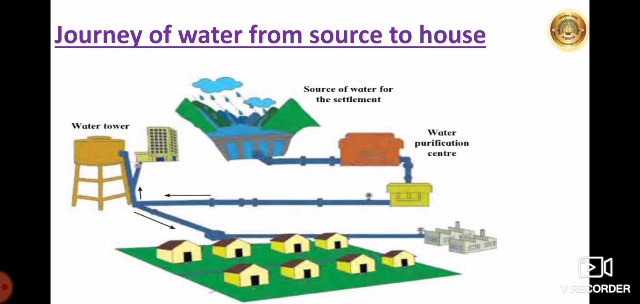 Journey of water from source to house
Source of water for
the settlement
Water tower
Water
purification
centre
V RECORDER